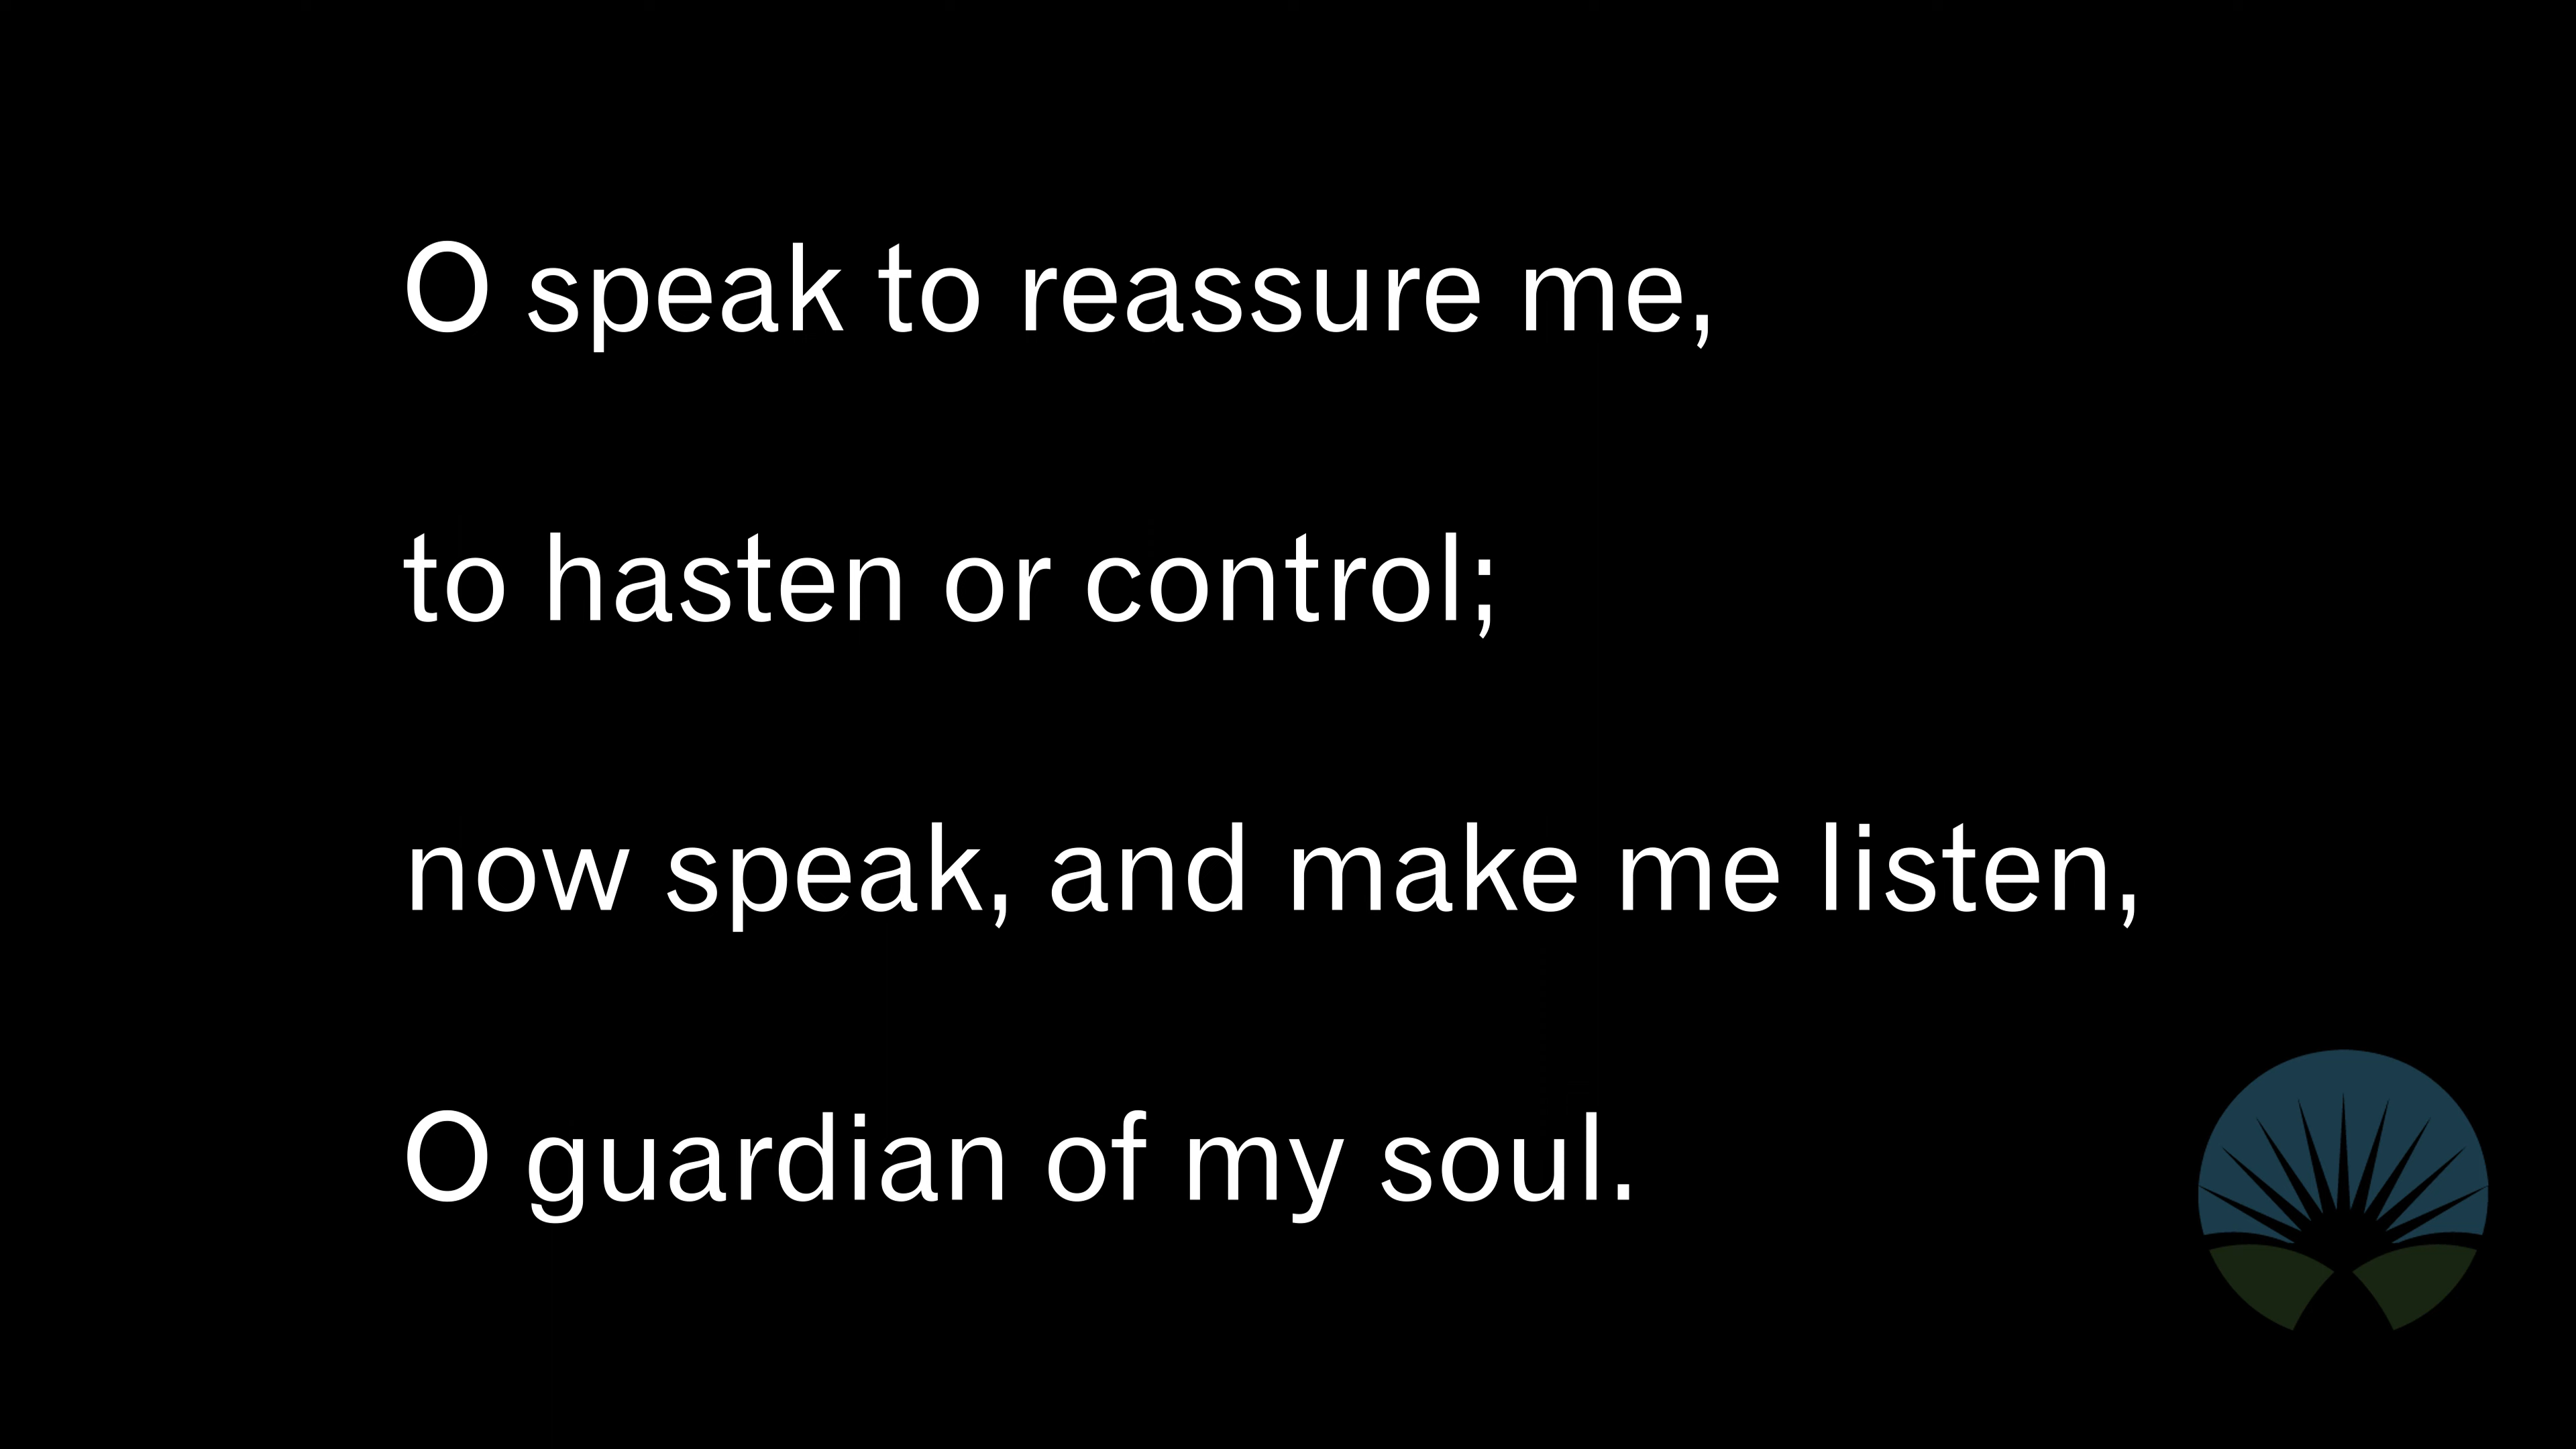 O speak to reassure me,
to hasten or control;
now speak, and make me listen,
O guardian of my soul.